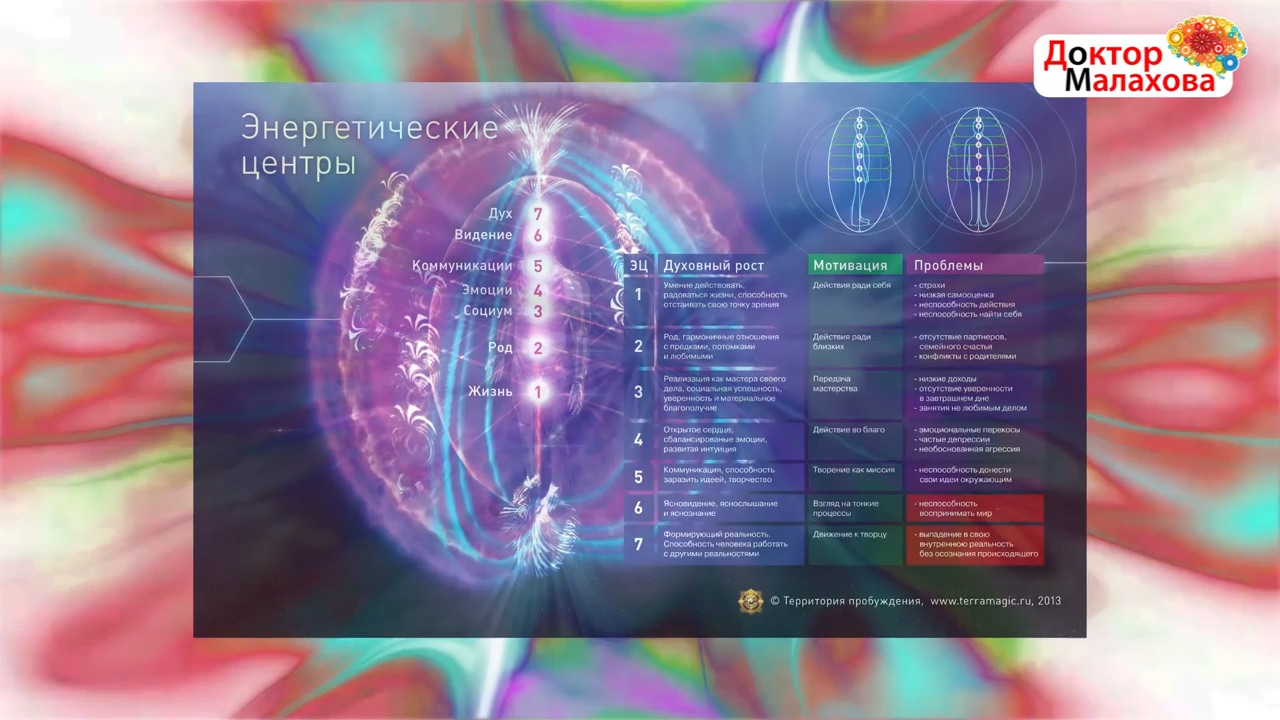 Доктор
Малахова
Энергетические
центры
Дух 7
Видение 6
Коммуникации 5
Эмоции 4
Социум 3
Род 2
Жизнь 1
ЭЦ Духовный рост Мотивация Проблемы
1
Умение действовать,
радоваться жизни, способность
отстаивать свою точку зрения
Действия ради себя
- страхи
- низкая самооценка
- неспособность действия
- неспособность найти себя
2
Род, гармоничные отношения
с предками, потомками
и любимыми
Действия ради
близких
- отсутствие партнеров,
семейного счастья
- конфликты с родителями
3
Реализация как мастера своего
дела, социальная успешность,
уверенность и материальное
благополучие
Передача
мастерства
- низкие доходы
- отсутствие уверенности
в завтрашнем дне
- занятия не любимым делом
4
Открытое сердце,
сбалансированые эмоции,
развитая интуиция
Действие во благо
- эмоциональные перекосы
- частые депрессии
- необоснованная агрессия
5
Коммуникация, способность
заразить идеей, творчество
Творение как миссия
- неспособность донести
свои идеи окружающим
6
Ясновидение, яснослышание
и яснознание
Взгляд на тонкие
процессы
- неспособность
воспринимать мир
7
Формирующий реальность.
Способность человека работать
с другими реальностями
Движение к творцу
- выпадение в свою
внутреннюю реальность
без осознания происходящего
© Территория пробуждения, www.terramagic.ru, 2013